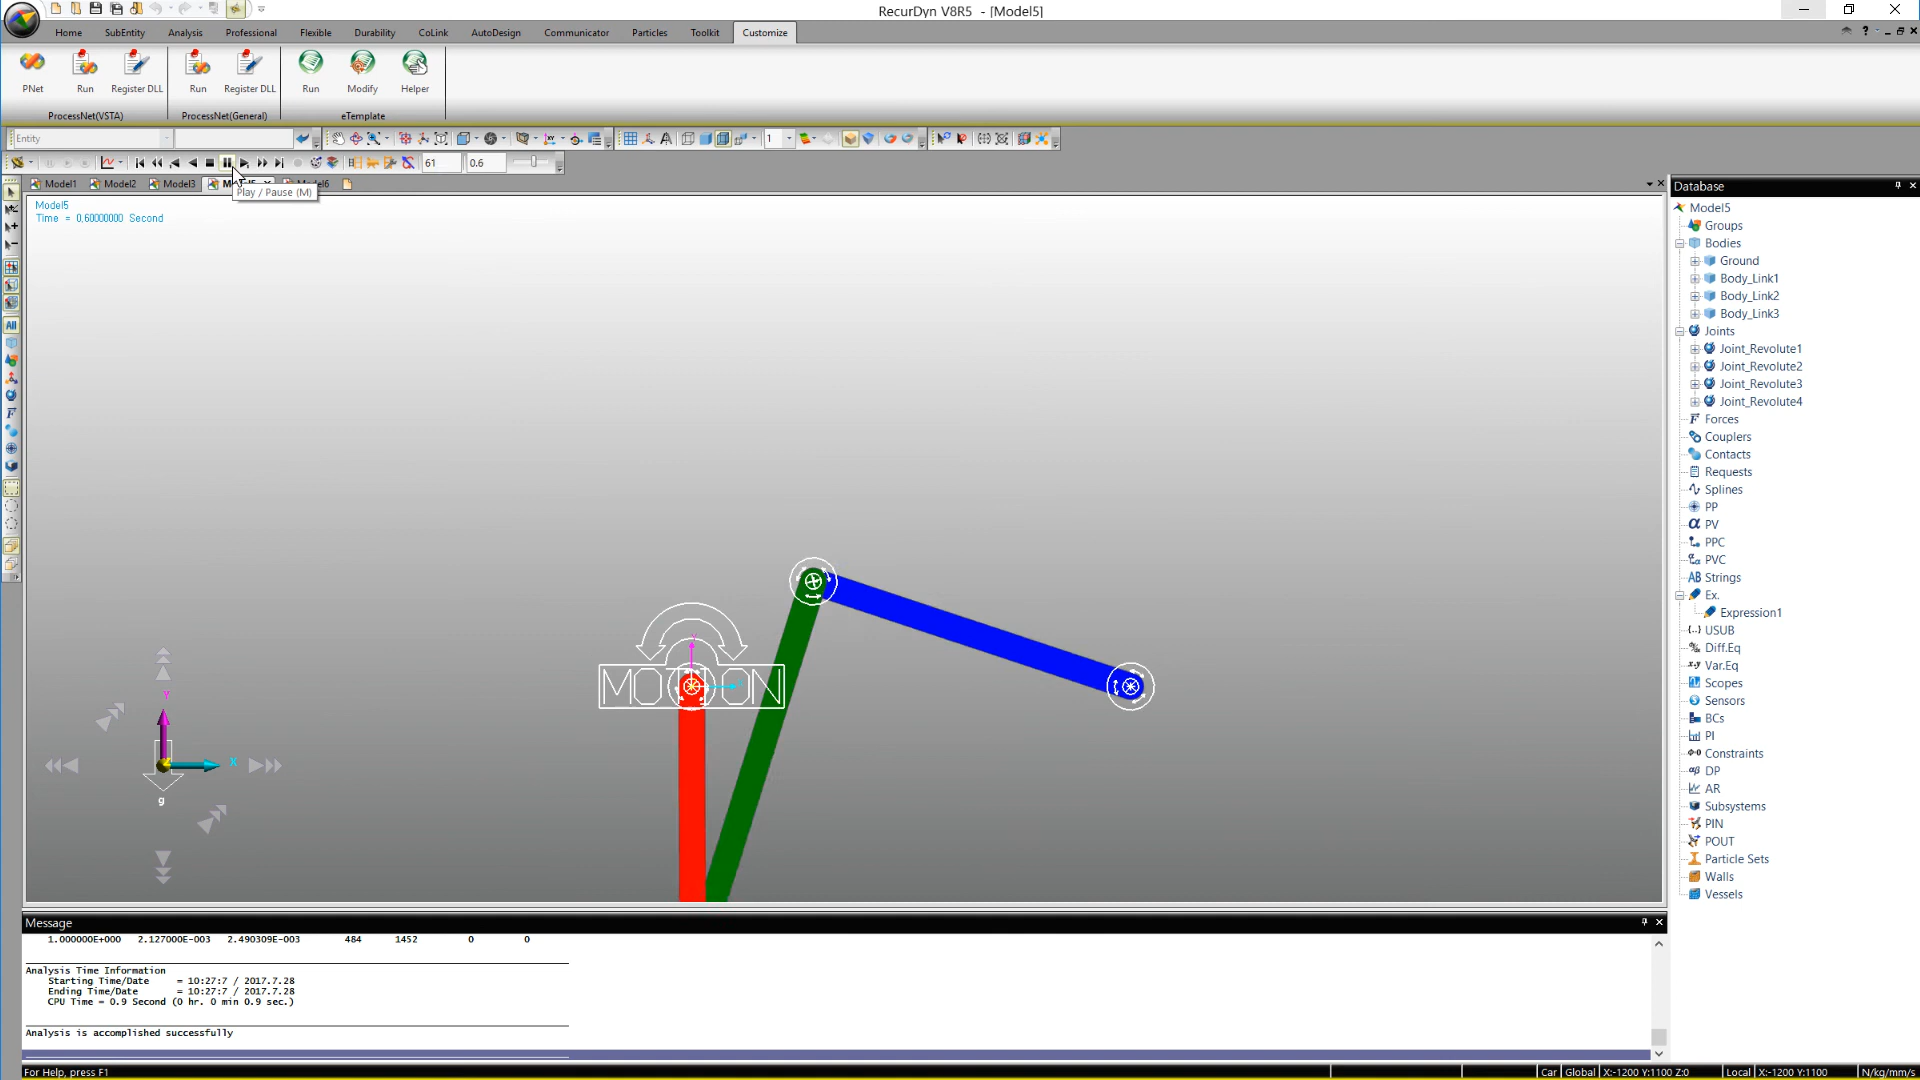 RecurDyn V8R5 - [Model5]
Home SubEntity Analysis Professional Flexible Durability CoLink AutoDesign Communicator Particles Toolkit Customize
PNet Run Register DLL Run Register DLL Run Modify Helper
ProcessNet(VSTA) ProcessNet(General) eTemplate
Entity 1
61 0.6
Model1 Model2 Model3
Play / Pause (M)
Model5
Time = 0.60000000 Second
All
MOTION
Y
X
g
Database
Model5
Groups
Bodies
Ground
Body_Link1
Body_Link2
Body_Link3
Joints
Joint_Revolute1
Joint_Revolute2
Joint_Revolute3
Joint_Revolute4
Forces
Couplers
Contacts
Requests
Splines
PP
PV
PPC
PVC
Strings
Ex.
Expression1
USUB
Diff.Eq
Var.Eq
Scopes
Sensors
BCs
PI
Constraints
DP
AR
Subsystems
PIN
POUT
Particle Sets
Walls
Vessels
Message
1.000000E+000 2.127000E-003 2.490309E-003 484 1452 0 0
Analysis Time Information
Starting Time/Date = 10:27:7 / 2017.7.28
Ending Time/Date = 10:27:7 / 2017.7.28
CPU Time = 0.9 Second (0 hr. 0 min 0.9 sec.)
Analysis is accomplished successfully
For Help, press F1
Car Global X:-1200 Y:1100 Z:0 Local X:-1200 Y:1100 N/kg/mm/s